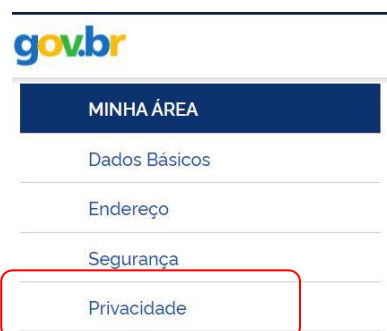 gov.br
MINHA ÁREA
Dados Básicos
Endereço
Segurança
Privacidade